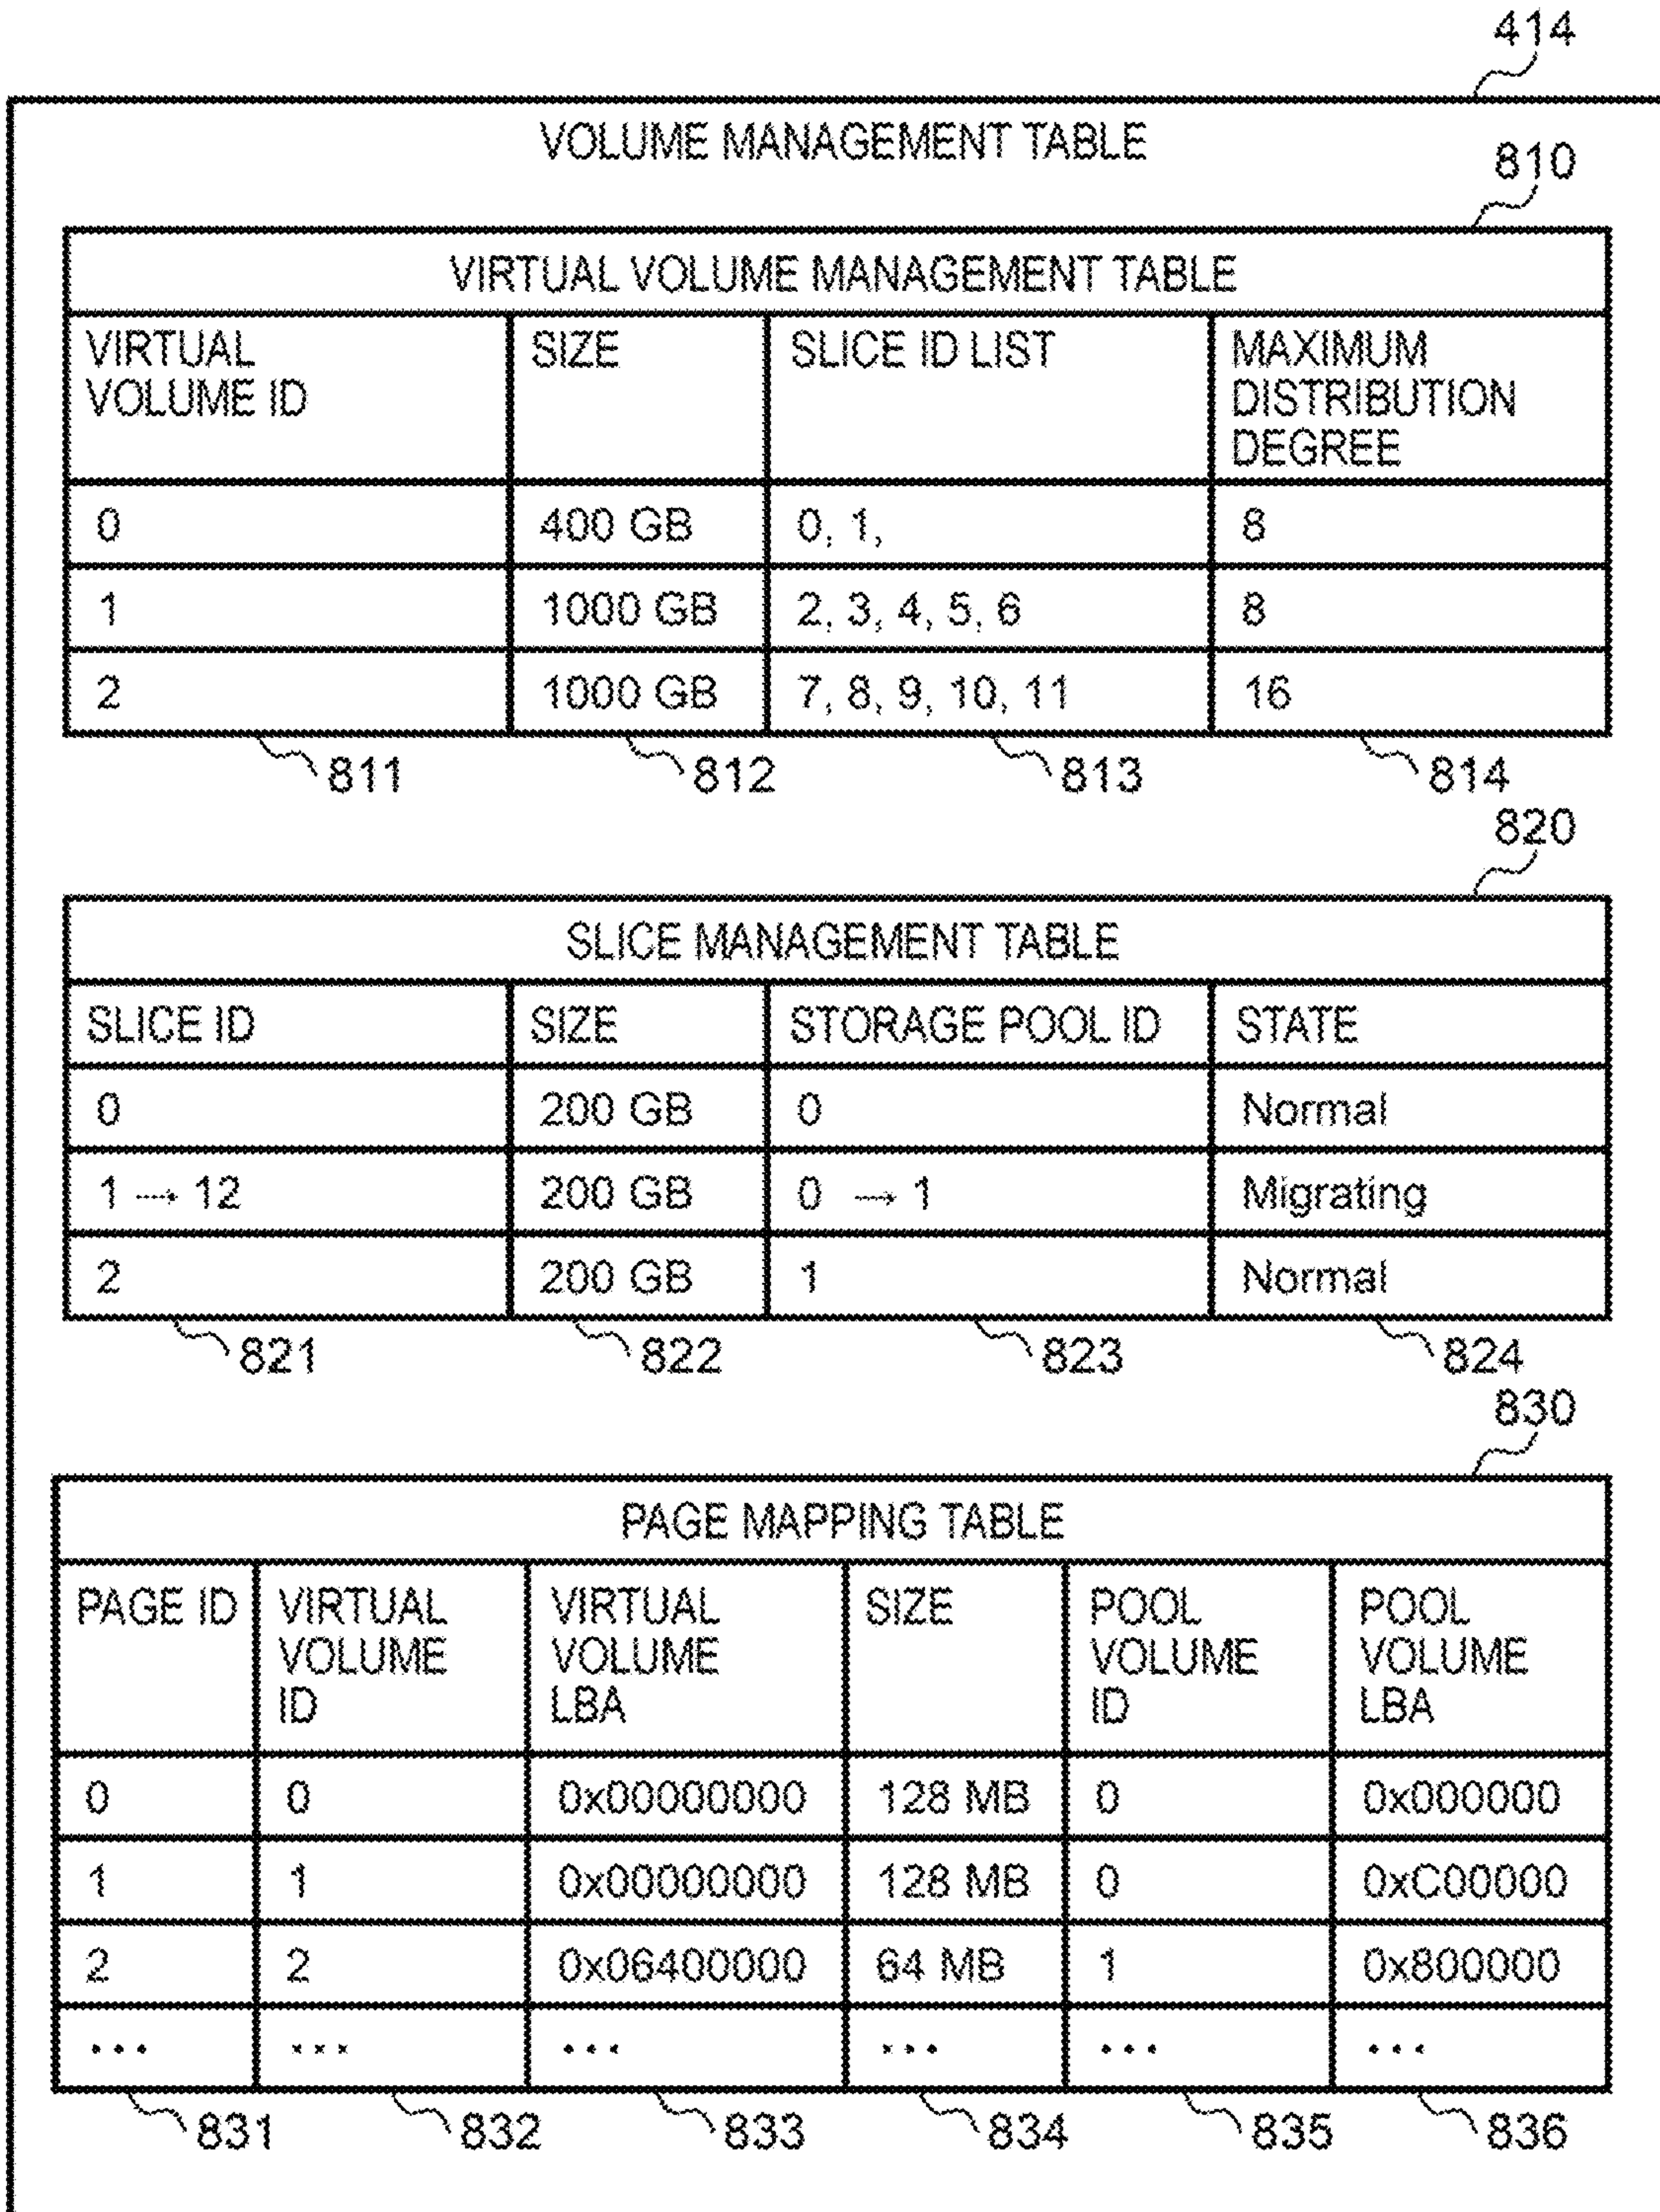 414
VOLUME MANAGEMENT TABLE
810
VIRTUAL VOLUME MANAGEMENT TABLE
VIRTUAL VOLUME ID SIZE SLICE ID LIST MAXIMUM DISTRIBUTION DEGREE
0 400 GB 0, 1, 8
1 1000 GB 2, 3, 4, 5, 6 8
2 1000 GB 7, 8, 9, 10, 11 16
811 812 813 814
820
SLICE MANAGEMENT TABLE
SLICE ID SIZE STORAGE POOL ID STATE
0 200 GB 0 Normal
1 → 12 200 GB 0 → 1 Migrating
2 200 GB 1 Normal
821 822 823 824
830
PAGE MAPPING TABLE
PAGE ID VIRTUAL VOLUME ID VIRTUAL VOLUME LBA SIZE POOL VOLUME ID POOL VOLUME LBA
0 0 0x00000000 128 MB 0 0x000000
1 1 0x00000000 128 MB 0 0xC00000
2 2 0x06400000 64 MB 1 0x800000
... ... ... ... ... ...
831 832 833 834 835 836